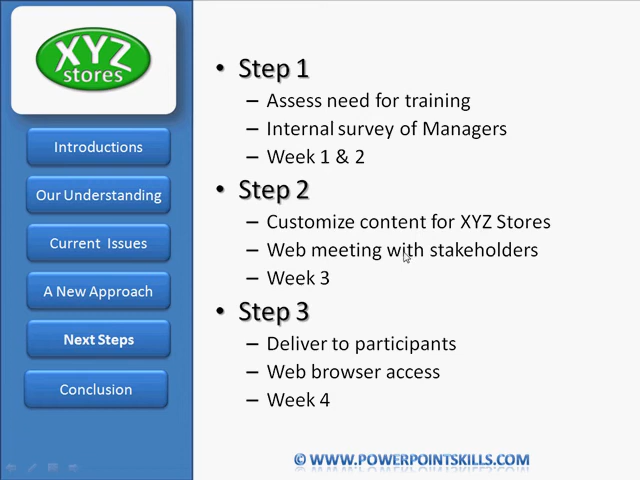 XYZ
stores
Introductions
Our Understanding
Current Issues
A New Approach
Next Steps
Conclusion
• Step 1
– Assess need for training
– Internal survey of Managers
– Week 1 & 2
• Step 2
– Customize content for XYZ Stores
– Web meeting with stakeholders
– Week 3
• Step 3
– Deliver to participants
– Web browser access
– Week 4
© WWW.POWERPOINTSKILLS.COM